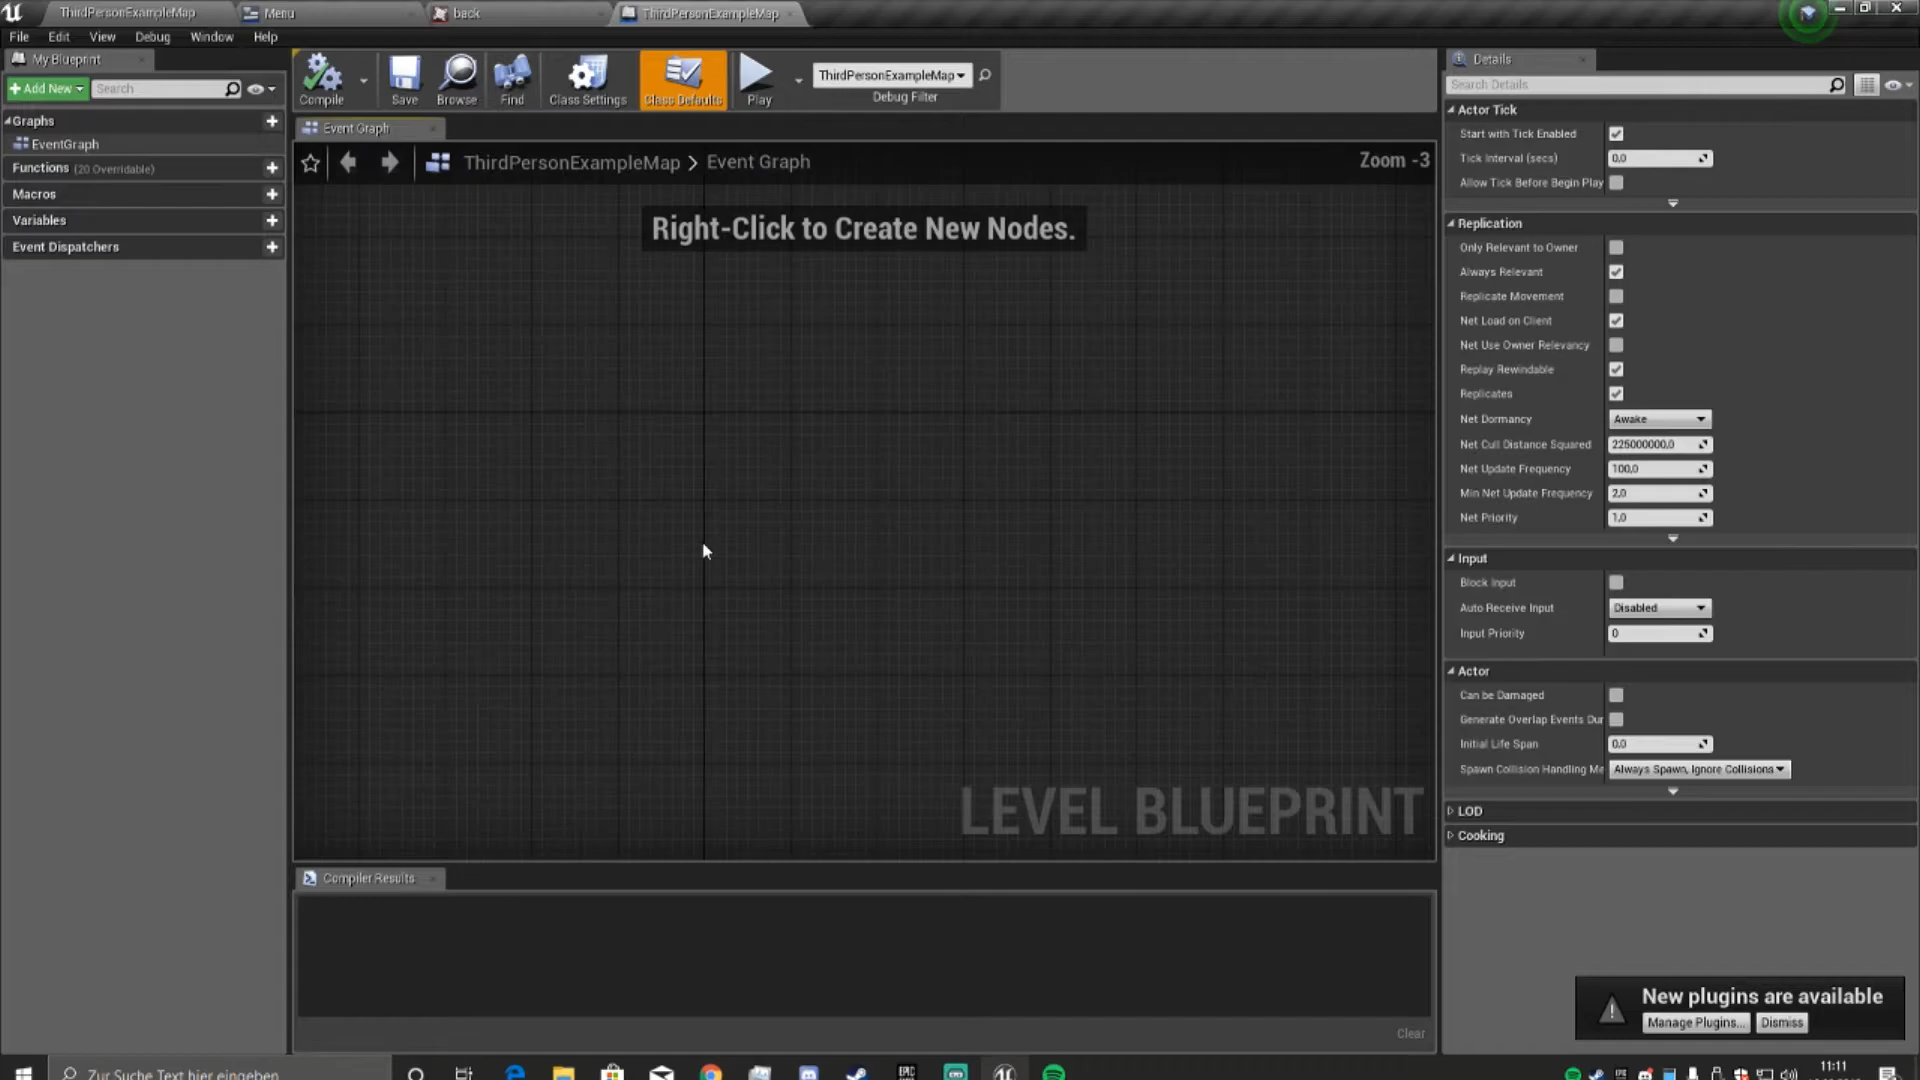 ThirdPersonExampleMap
Menu
back
ThirdPersonExampleMap
File Edit View Debug Window Help
My Blueprint
Add New
Search
Graphs
EventGraph
Functions (20 Overridable)
Macros
Variables
Event Dispatchers
Compile
Save
Browse
Find
Class Settings
Class Defaults
Play
ThirdPersonExampleMap
Debug Filter
Event Graph
ThirdPersonExampleMap > Event Graph
Zoom -3
Right-Click to Create New Nodes.
LEVEL BLUEPRINT
Compiler Results
Clear
Details
Search Details
Actor Tick
Start with Tick Enabled
Tick Interval (secs) 0,0
Allow Tick Before Begin Play
Replication
Only Relevant to Owner
Always Relevant
Replicate Movement
Net Load on Client
Net Use Owner Relevancy
Replay Rewindable
Replicates
Net Dormancy Awake
Net Cull Distance Squared 225000000,0
Net Update Frequency 100,0
Min Net Update Frequency 2,0
Net Priority 1,0
Input
Block Input
Auto Receive Input Disabled
Input Priority 0
Actor
Can be Damaged
Generate Overlap Events Dur
Initial Life Span 0,0
Spawn Collision Handling Me Always Spawn, Ignore Collisions
LOD
Cooking
New plugins are available
Manage Plugins... Dismiss
Zur Suche Text hier eingeben
EPIC
11:11